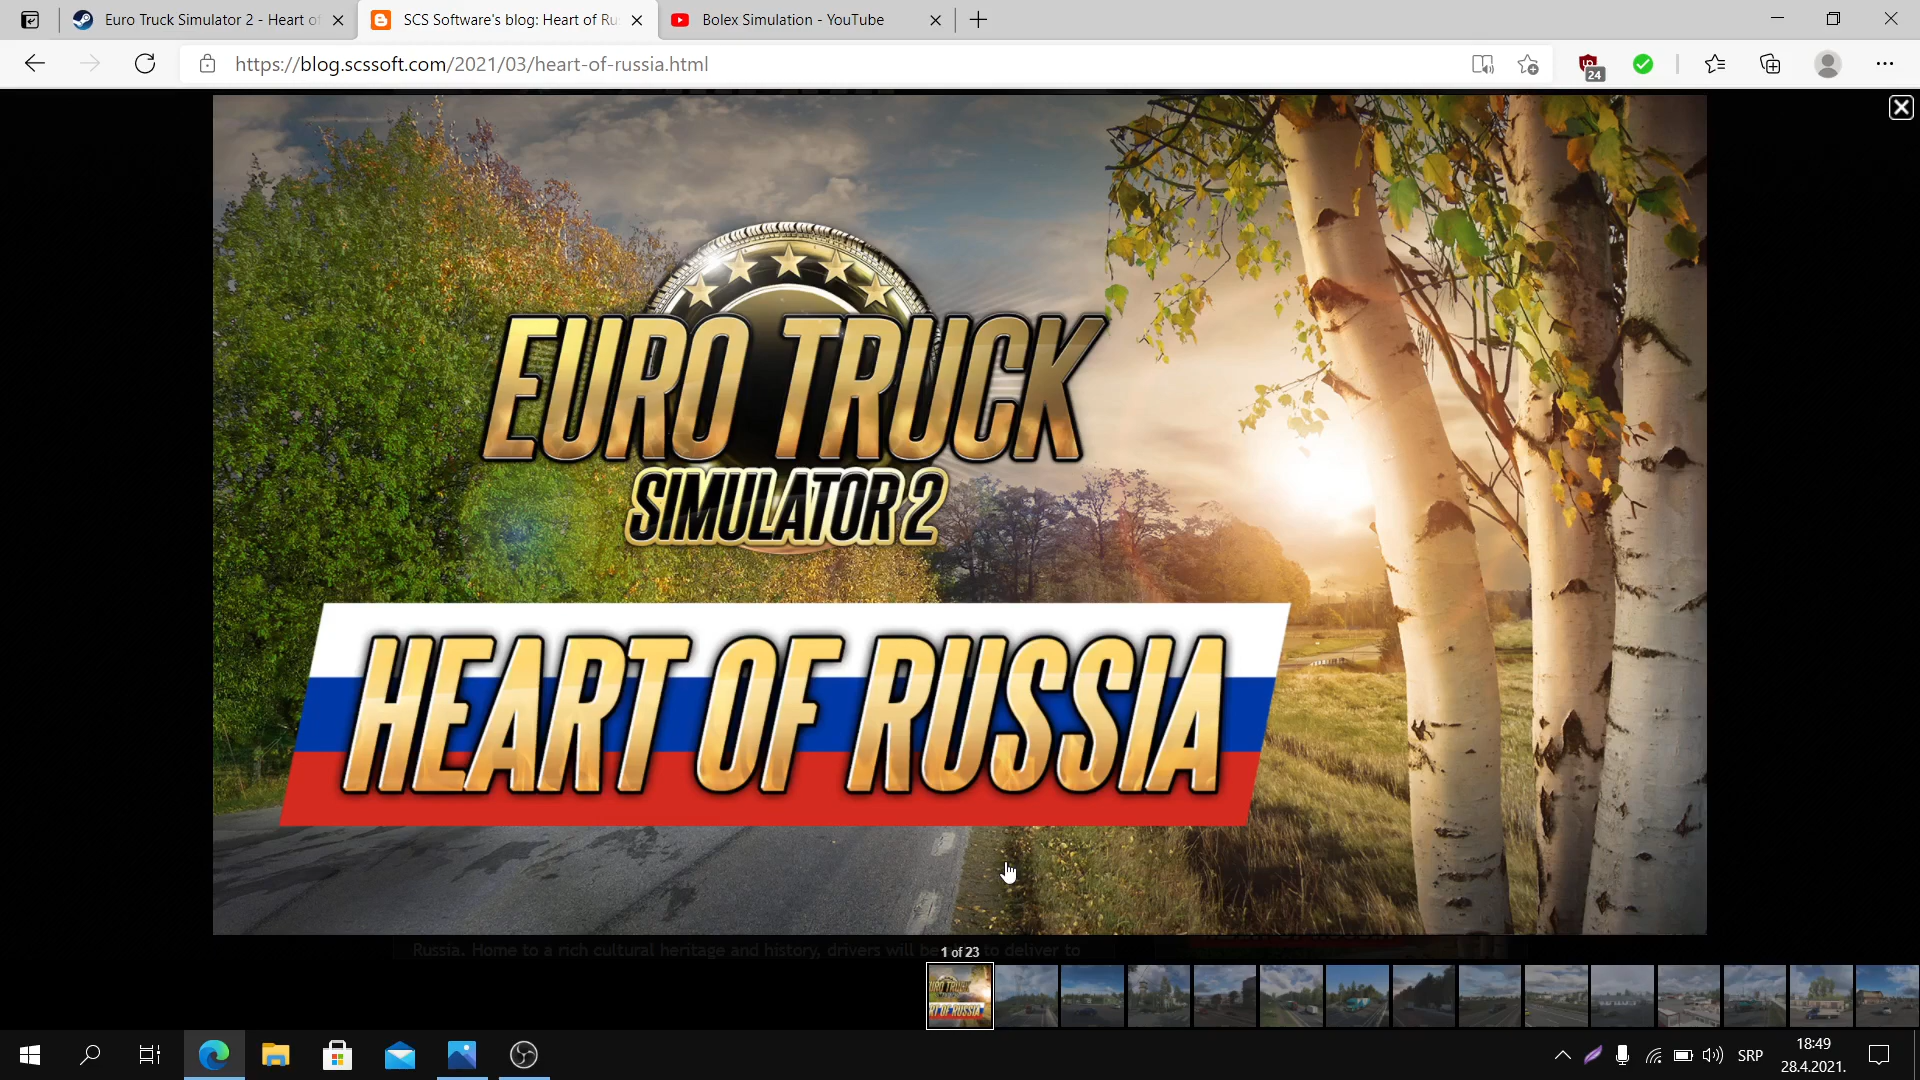 Euro Truck Simulator 2 - Heart of
SCS Software's blog: Heart of Ru
Bolex Simulation - YouTube
https://blog.scssoft.com/2021/03/heart-of-russia.html
24
EURO TRUCK
SIMULATOR 2
HEART OF RUSSIA
Russia. Home to a rich cultural heritage and history, drivers will be to deliver to
1 of 23
SRP
18:49
28.4.2021.